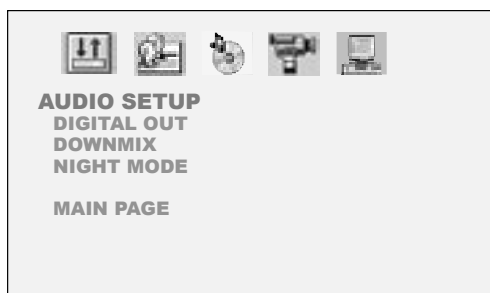 AUDIO SETUP
DIGITAL OUT
DOWNMIX
NIGHT MODE
MAIN PAGE